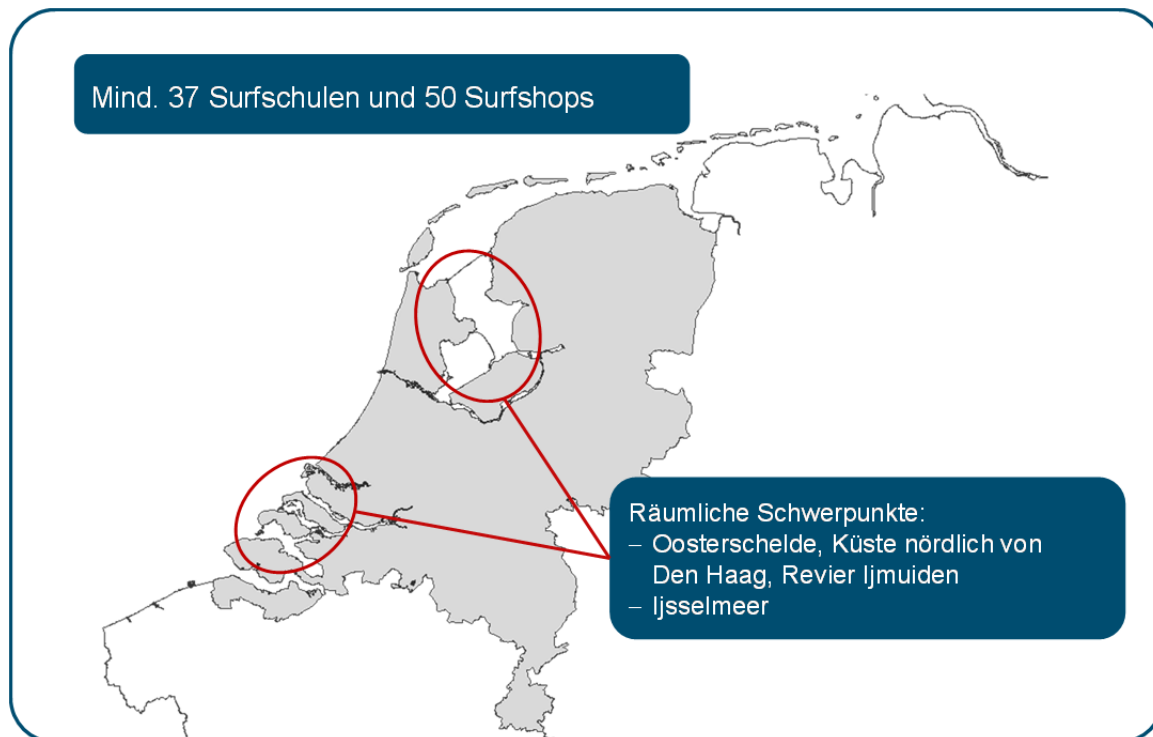 Mind. 37 Surfschulen und 50 Surfshops
Räumliche Schwerpunkte:
– Oosterschelde, Küste nördlich von
Den Haag, Revier Ijmuiden
– Ijsselmeer